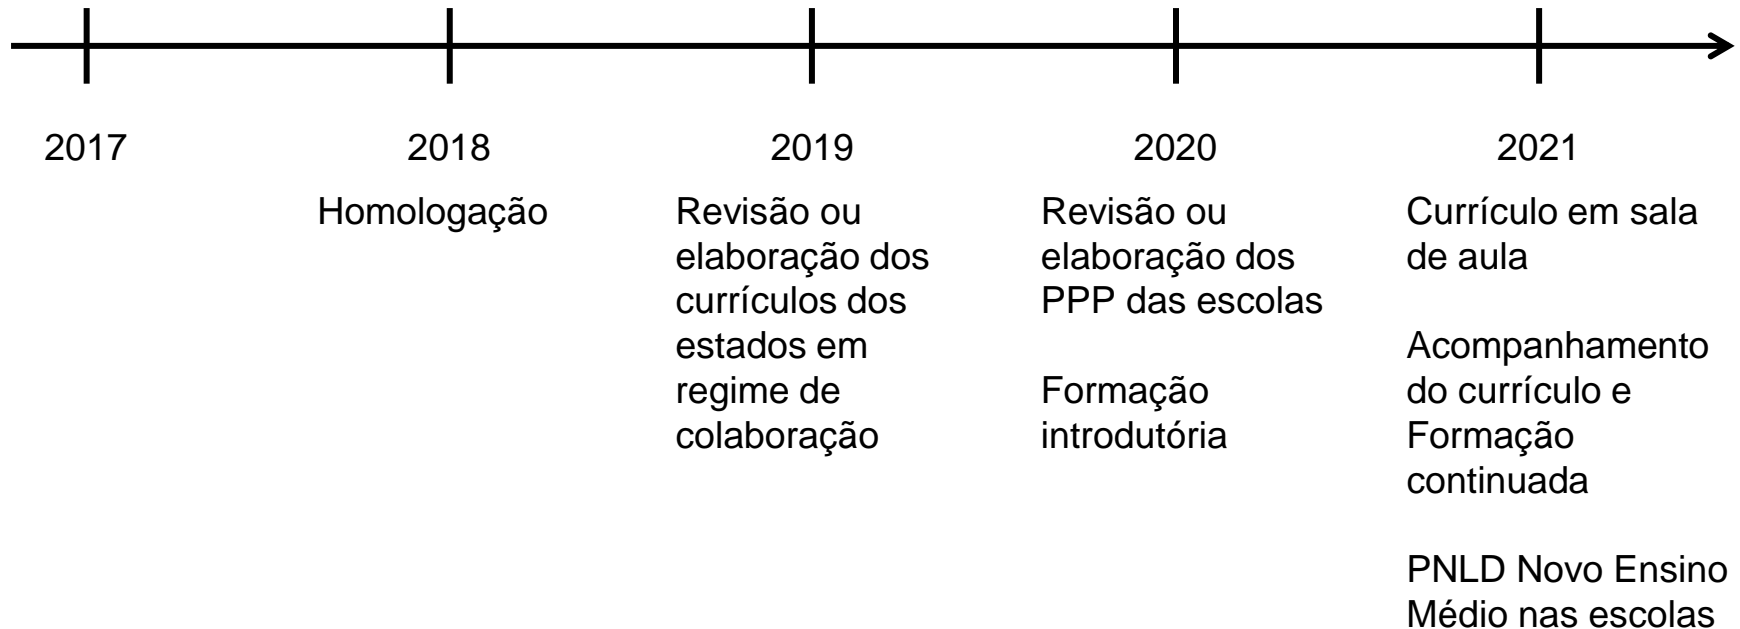 2017
2018
Homologação
2019
Revisão ou
elaboração dos
currículos dos
estados em
regime de
colaboração
2020
Revisão ou
elaboração dos
PPP das escolas
Formação
introdutória
2021
Currículo em sala
de aula
Acompanhamento
do currículo e
Formação
continuada
PNLD Novo Ensino
Médio nas escolas